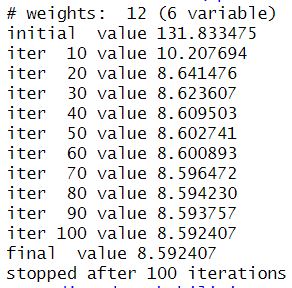 # weights:  12 (6 variable)
initial  value 131.833475
iter  10 value 10.207694
iter  20 value 8.641476
iter  30 value 8.623607
iter  40 value 8.609503
iter  50 value 8.602741
iter  60 value 8.600893
iter  70 value 8.596472
iter  80 value 8.594230
iter  90 value 8.593757
iter 100 value 8.592407
final  value 8.592407
stopped after 100 iterations